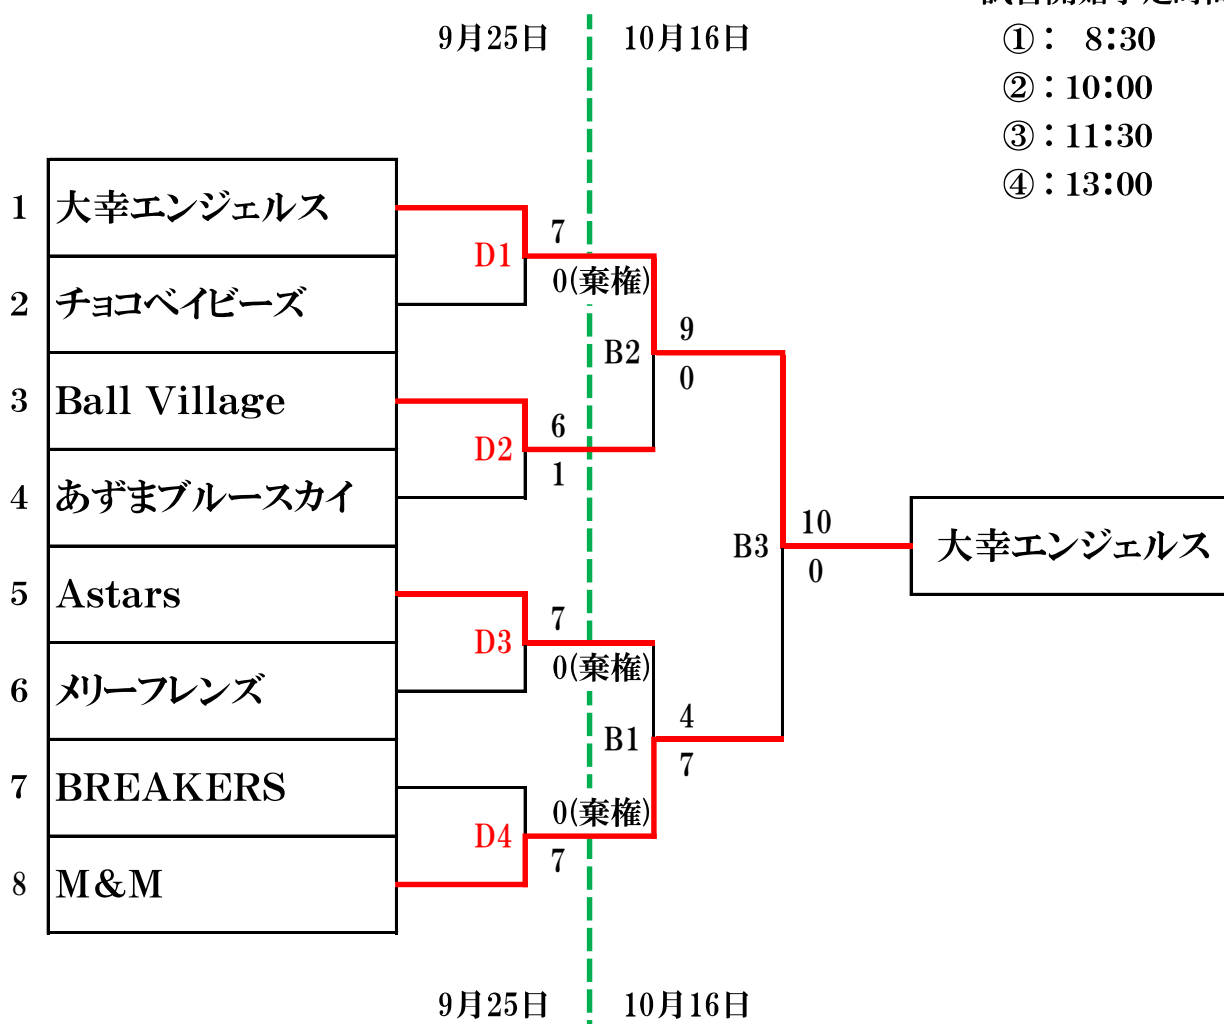 9月25日 10月16日
①： 8:30
②：10:00
③：11:30
④：13:00
1 大幸エンジェルス
D1
7
0(棄権)
2 チョコベイビーズ
B2
9
0
3 Ball Village
D2
6
1
4 あずまブルースカイ
B3
10
0
大幸エンジェルス
5 Astars
D3
7
0(棄権)
6 メリーフレンズ
B1
4
7
7 BREAKERS
D4
0(棄権)
7
8 M&M
9月25日 10月16日